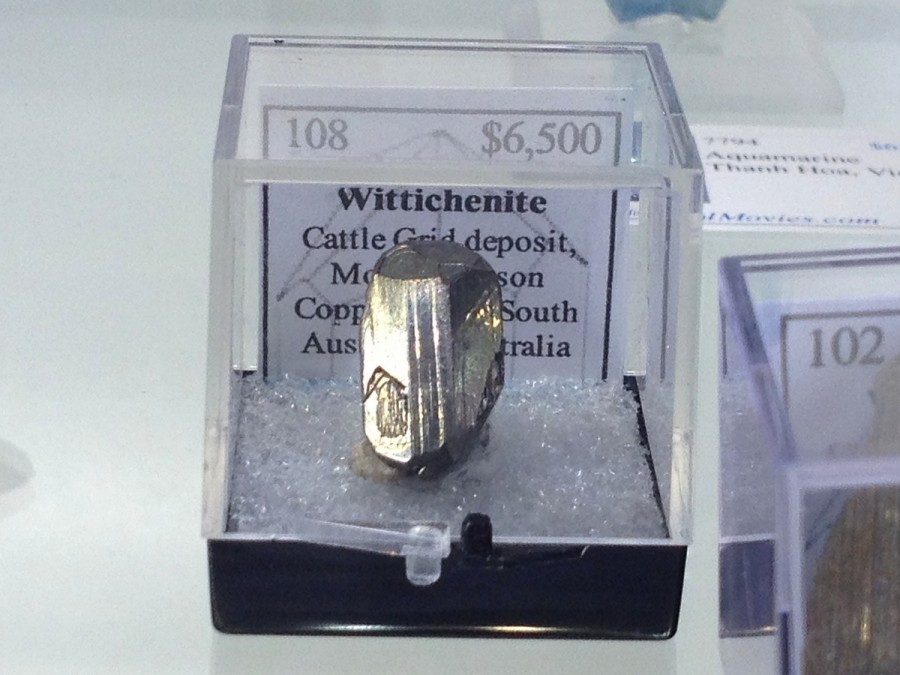 108 $6,500
Wittichenite
Cattle Grid deposit,
Mo son
Copp South
Aus tralia
7794
Aquamarine
Thanh Hoa, Vi
lMovies.com
102